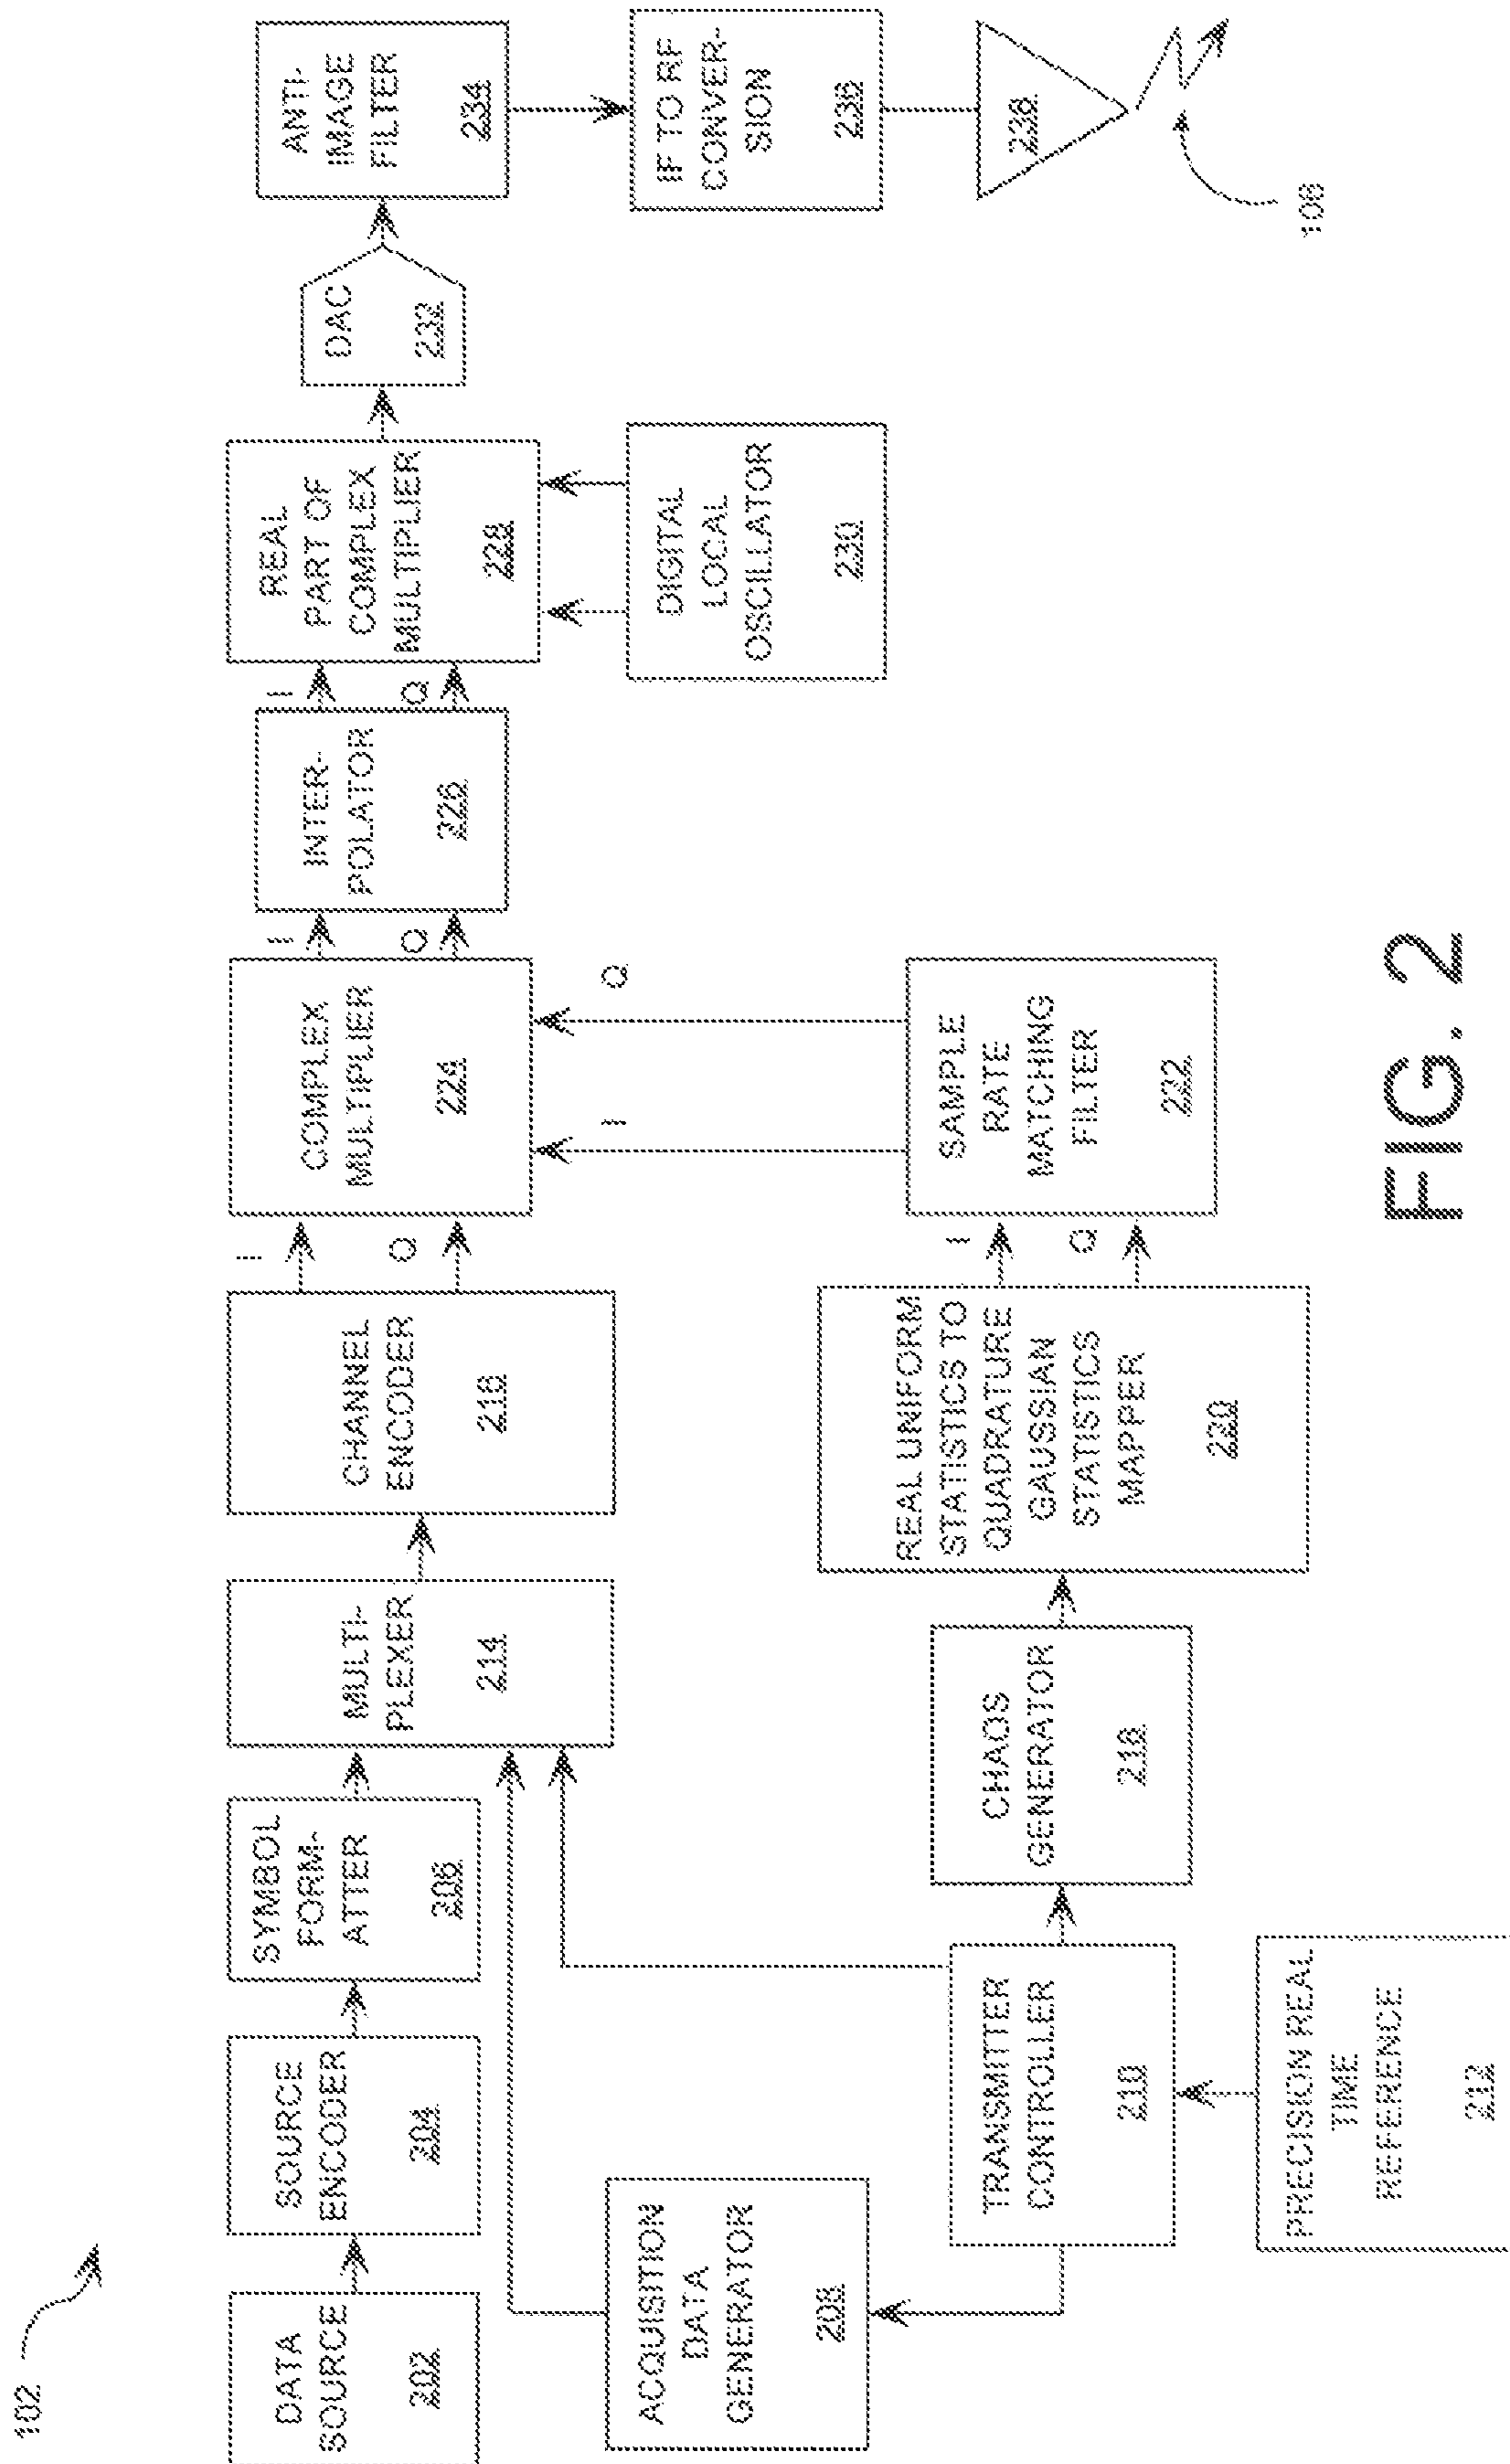 102
DATA
SOURCE
202
SOURCE
ENCODER
204
SYMBOL
FORM-
ATTER
206
MULTI-
PLEXER
214
CHANNEL
ENCODER
216
I
Q
COMPLEX
MULTIPLIER
224
I
Q
INTER-
POLATOR
226
I
Q
REAL
PART OF
COMPLEX
MULTIPLIER
228
DAC
232
ANTI-
IMAGE
FILTER
234
ACQUISITION
DATA
GENERATOR
208
TRANSMITTER
CONTROLLER
210
PRECISION REAL
TIME
REFERENCE
212
CHAOS
GENERATOR
218
REAL UNIFORM
STATISTICS TO
QUADRATURE
GAUSSIAN
STATISTICS
MAPPER
220
I
Q
SAMPLE
RATE
MATCHING
FILTER
I
Q
DIGITAL
LOCAL
OSCILLATOR
230
IF TO RF
CONVER-
SION
236
238
FIG. 2